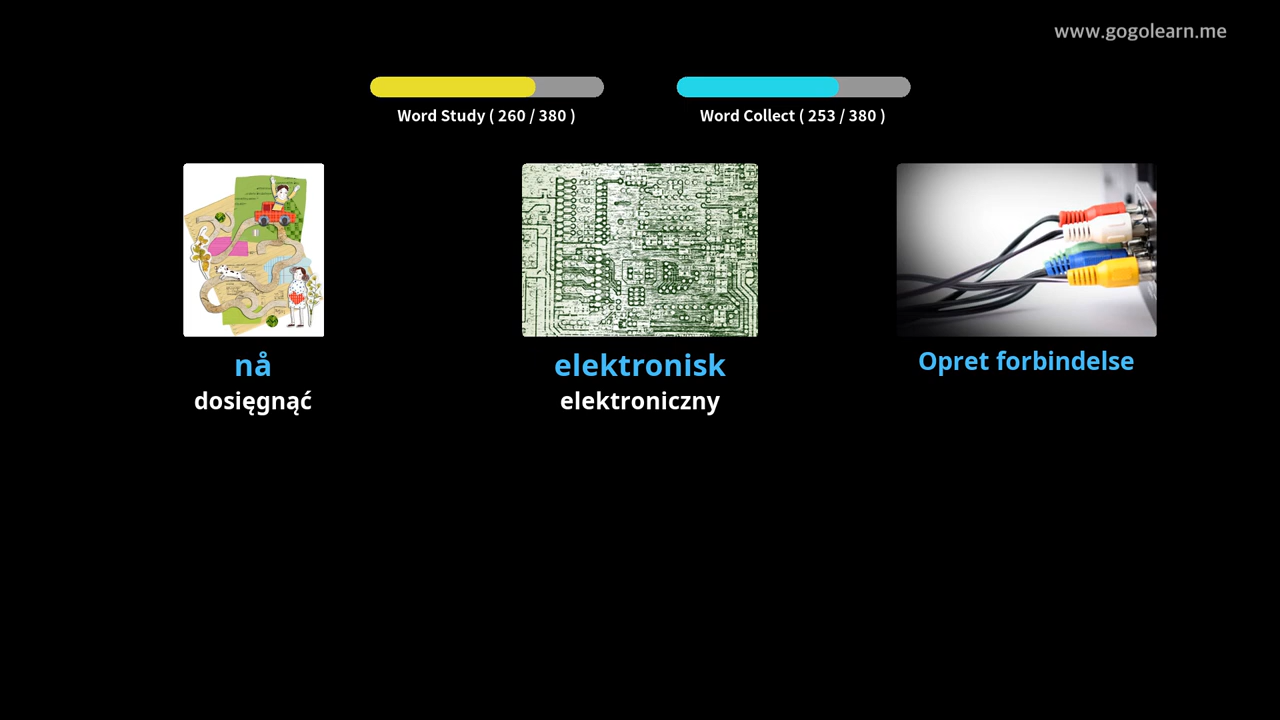 www.gogolearn.me
Word Study ( 260 / 380 )
Word Collect ( 253 / 380 )
nå
dosięgnąć
elektronisk
elektroniczny
Opret forbindelse